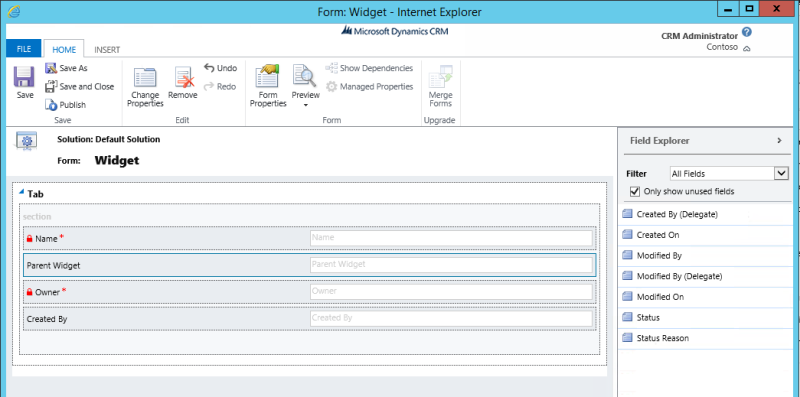 Form: Widget - Internet Explorer
Microsoft Dynamics CRM
CRM Administrator
Contoso
FILE HOME INSERT
Save
Save As
Save and Close
Publish
Save
Change Properties
Remove
Undo
Redo
Edit
Form Properties
Preview
Show Dependencies
Managed Properties
Form
Merge Forms
Upgrade
Solution: Default Solution
Form: Widget
Tab
section
Name * Name
Parent Widget Parent Widget
Owner * Owner
Created By Created By
Field Explorer
Filter All Fields
Only show unused fields
Created By (Delegate)
Created On
Modified By
Modified By (Delegate)
Modified On
Status
Status Reason